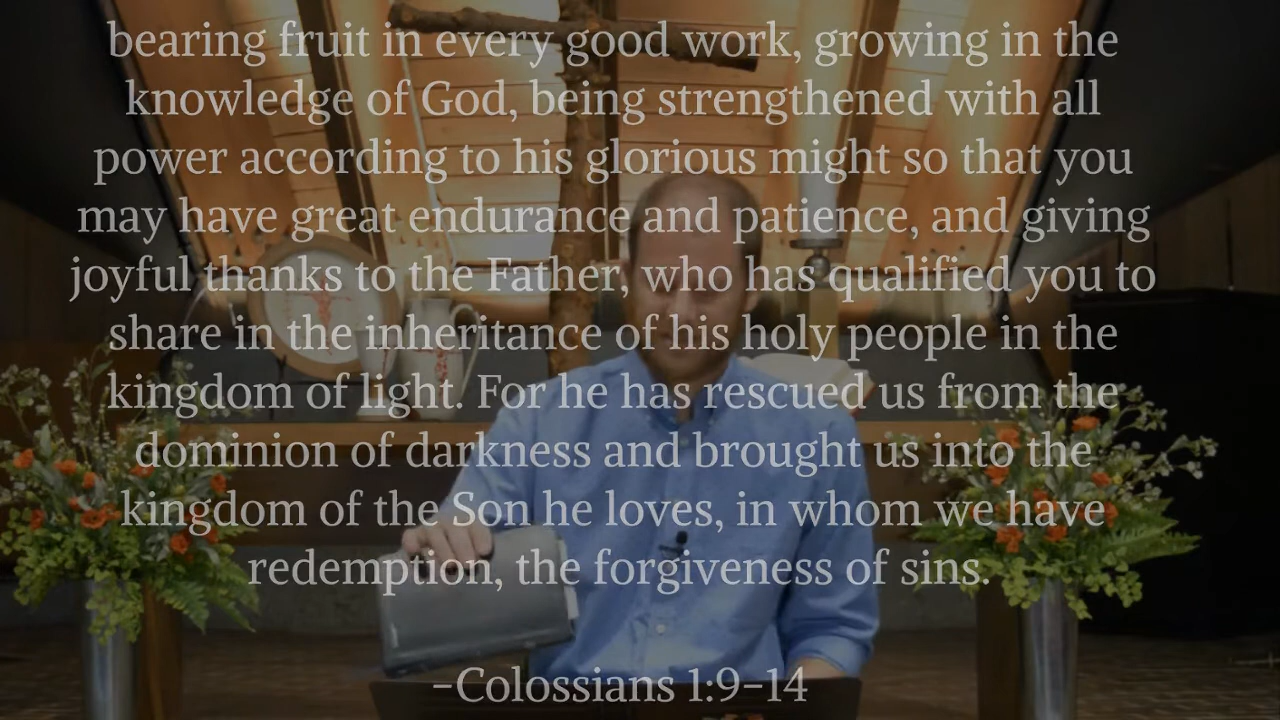 bearing fruit in every good work, growing in the
knowledge of God, being strengthened with all
power according to his glorious might so that you
may have great endurance and patience, and giving
joyful thanks to the Father, who has qualified you to
share in the inheritance of his holy people in the
kingdom of light. For he has rescued us from the
dominion of darkness and brought us into the
kingdom of the Son he loves, in whom we have
redemption, the forgiveness of sins.
-Colossians 1:9-14